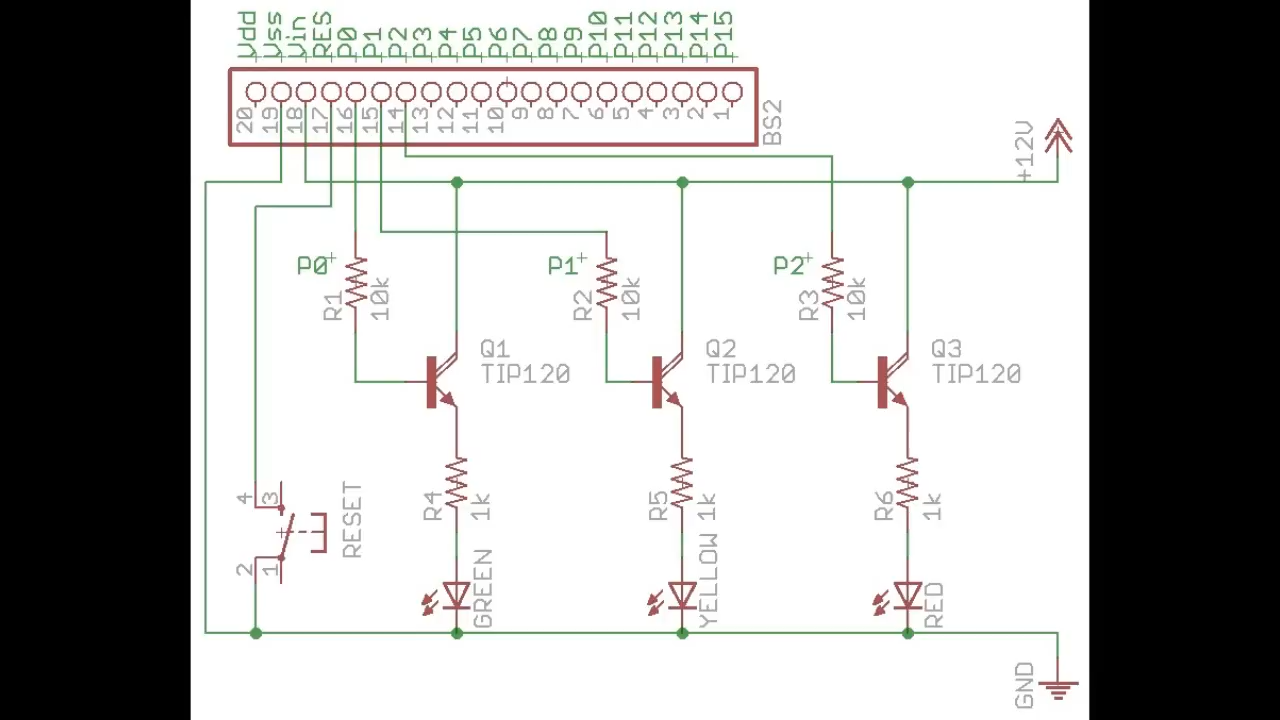 Vdd
Vss
Vin
RES
P0
P1
P2
P3
P4
P5
P6
P7
P8
P9
P10
P11
P12
P13
P14
P15
20
19
18
17
16
15
14
13
12
11
10
9
8
7
6
5
4
3
2
1
BS2
+12V
P0
R1
10k
P1
R2
10k
P2
R3
10k
Q1
TIP120
Q2
TIP120
Q3
TIP120
4
3
RESET
2
1
R4
1k
R5
1k
R6
1k
GREEN
YELLOW
RED
GND